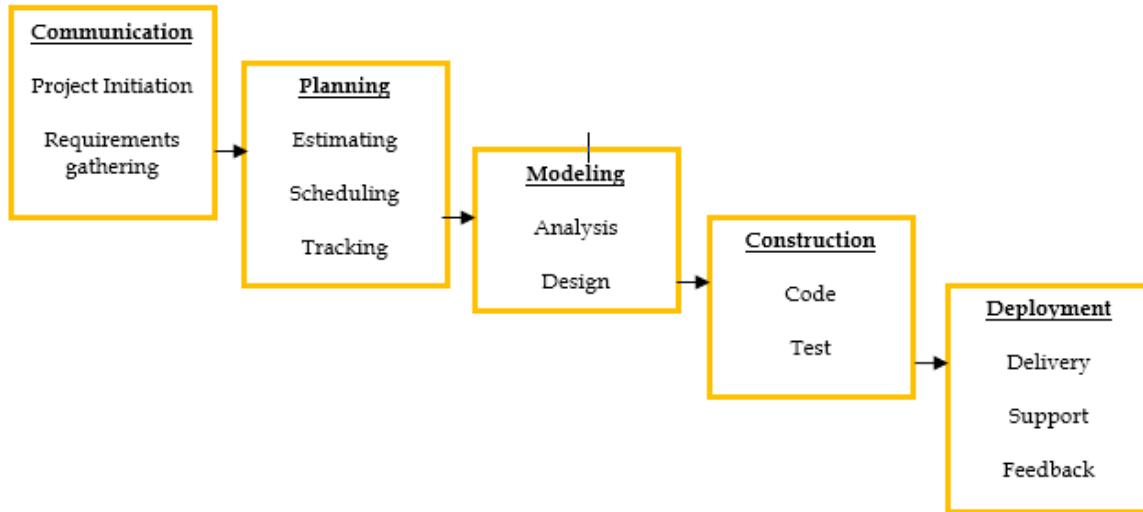 Communication
Project Initiation
Requirements
gathering
Planning
Estimating
Scheduling
Tracking
Modeling
Analysis
Design
Construction
Code
Test
Deployment
Delivery
Support
Feedback